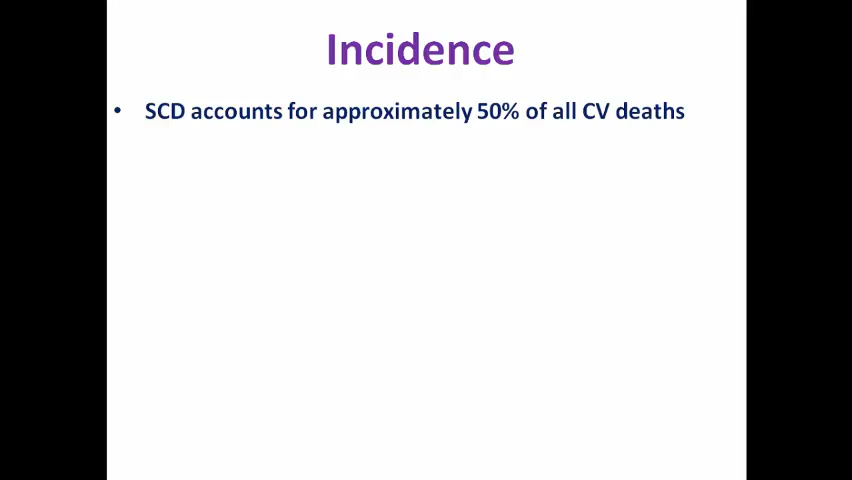 Incidence
• SCD accounts for approximately 50% of all CV deaths